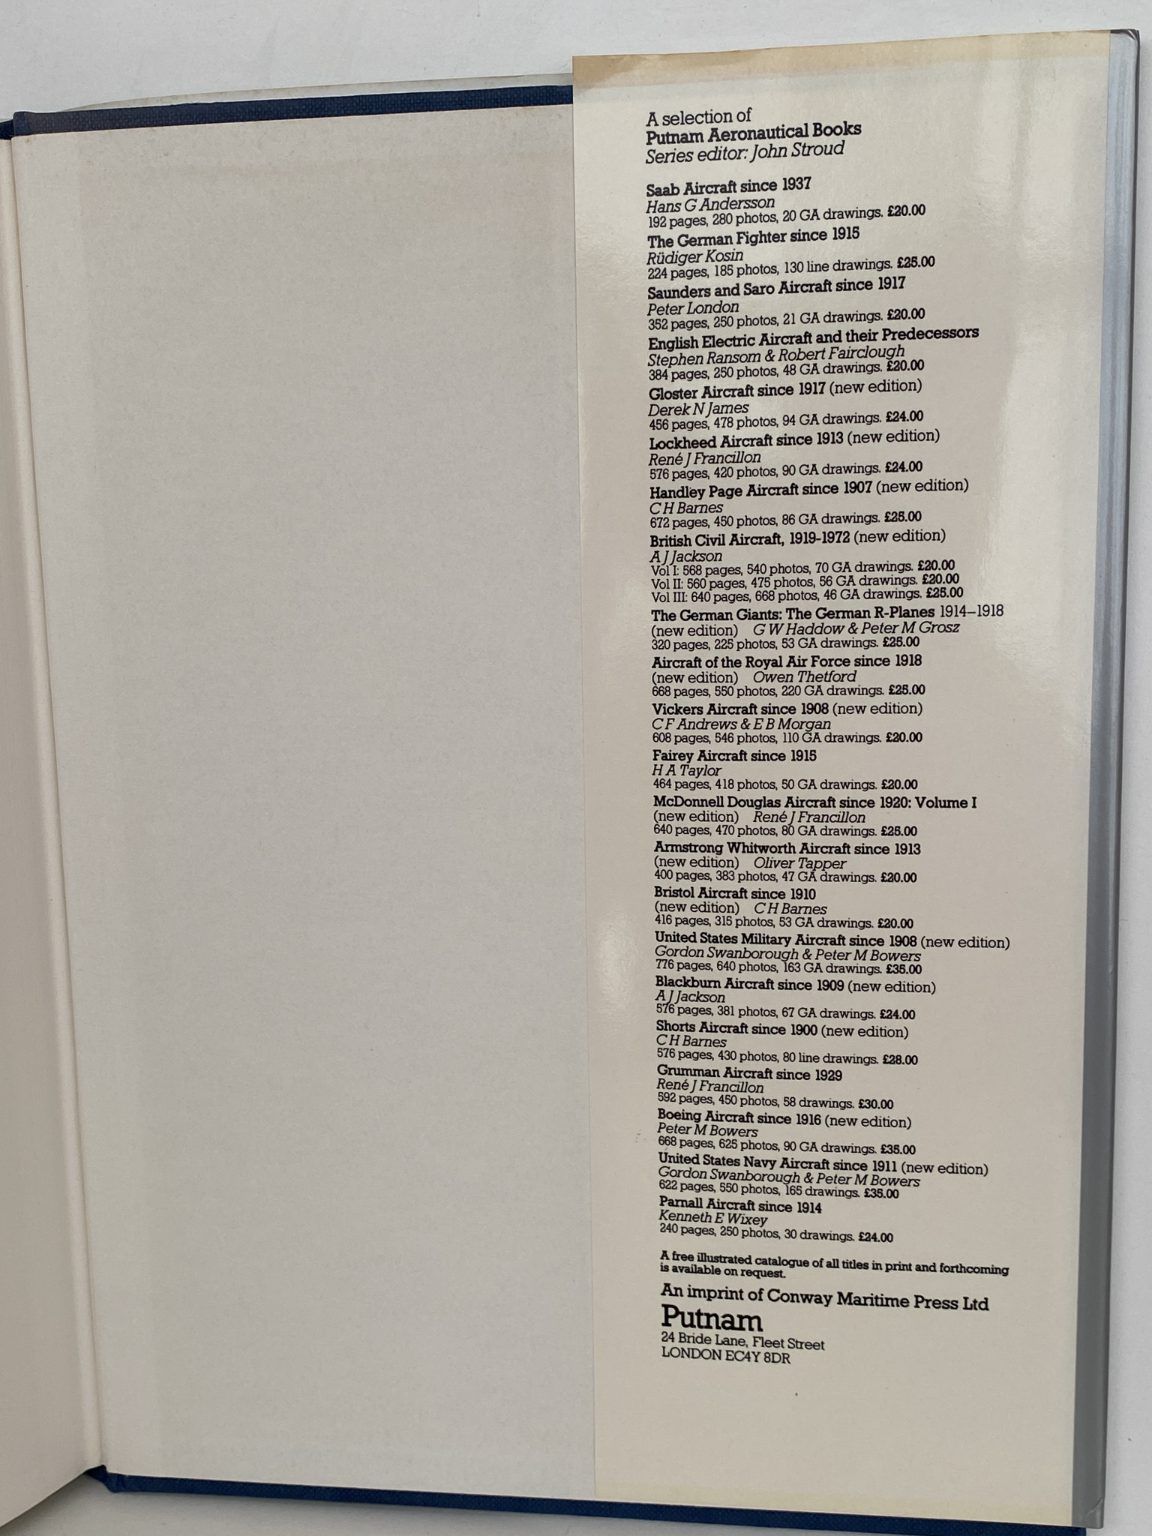 A selection of
Putnam Aeronautical Books
Series editor: John Stroud
Saab Aircraft since 1937
Hans G Andersson
192 pages, 280 photos, 20 GA drawings. £20.00
The German Fighter since 1915
Rüdiger Kosin
224 pages, 185 photos, 130 line drawings. £25.00
Saunders and Saro Aircraft since 1917
Peter London
352 pages, 250 photos, 21 GA drawings. £20.00
English Electric Aircraft and their Predecessors
Stephen Ransom & Robert Fairclough
384 pages, 250 photos, 48 GA drawings. £20.00
Gloster Aircraft since 1917 (new edition)
Derek N James
456 pages, 478 photos, 94 GA drawings. £24.00
Lockheed Aircraft since 1913 (new edition)
René J Francillon
576 pages, 420 photos, 90 GA drawings. £24.00
Handley Page Aircraft since 1907 (new edition)
C H Barnes
672 pages, 450 photos, 86 GA drawings. £25.00
British Civil Aircraft, 1919-1972 (new edition)
A J Jackson
Vol I: 568 pages, 540 photos, 70 GA drawings. £20.00
Vol II: 560 pages, 475 photos, 56 GA drawings. £20.00
Vol III: 640 pages, 668 photos, 46 GA drawings. £25.00
The German Giants: The German R-Planes 1914–1918
(new edition) G W Haddow & Peter M Grosz
320 pages, 225 photos, 53 GA drawings. £25.00
Aircraft of the Royal Air Force since 1918
(new edition) Owen Thetford
668 pages, 550 photos, 220 GA drawings. £25.00
Vickers Aircraft since 1908 (new edition)
C F Andrews & E B Morgan
608 pages, 546 photos, 110 GA drawings. £20.00
Fairey Aircraft since 1915
H A Taylor
464 pages, 418 photos, 50 GA drawings. £20.00
McDonnell Douglas Aircraft since 1920: Volume I
(new edition) René J Francillon
640 pages, 470 photos, 80 GA drawings. £25.00
Armstrong Whitworth Aircraft since 1913
(new edition) Oliver Tapper
400 pages, 383 photos, 47 GA drawings. £20.00
Bristol Aircraft since 1910
(new edition) C H Barnes
416 pages, 315 photos, 53 GA drawings. £20.00
United States Military Aircraft since 1908 (new edition)
Gordon Swanborough & Peter M Bowers
776 pages, 640 photos, 163 GA drawings. £35.00
Blackburn Aircraft since 1909 (new edition)
A J Jackson
576 pages, 381 photos, 67 GA drawings. £24.00
Shorts Aircraft since 1900 (new edition)
C H Barnes
576 pages, 430 photos, 80 line drawings. £28.00
Grumman Aircraft since 1929
René J Francillon
592 pages, 450 photos, 58 drawings. £30.00
Boeing Aircraft since 1916 (new edition)
Peter M Bowers
668 pages, 625 photos, 90 GA drawings. £35.00
United States Navy Aircraft since 1911 (new edition)
Gordon Swanborough & Peter M Bowers
622 pages, 550 photos, 165 drawings. £35.00
Parnall Aircraft since 1914
Kenneth E Wixey
240 pages, 250 photos, 30 drawings. £24.00
A free illustrated catalogue of all titles in print and forthcoming
is available on request.
An imprint of Conway Maritime Press Ltd
Putnam
24 Bride Lane, Fleet Street
LONDON EC4Y 8DR